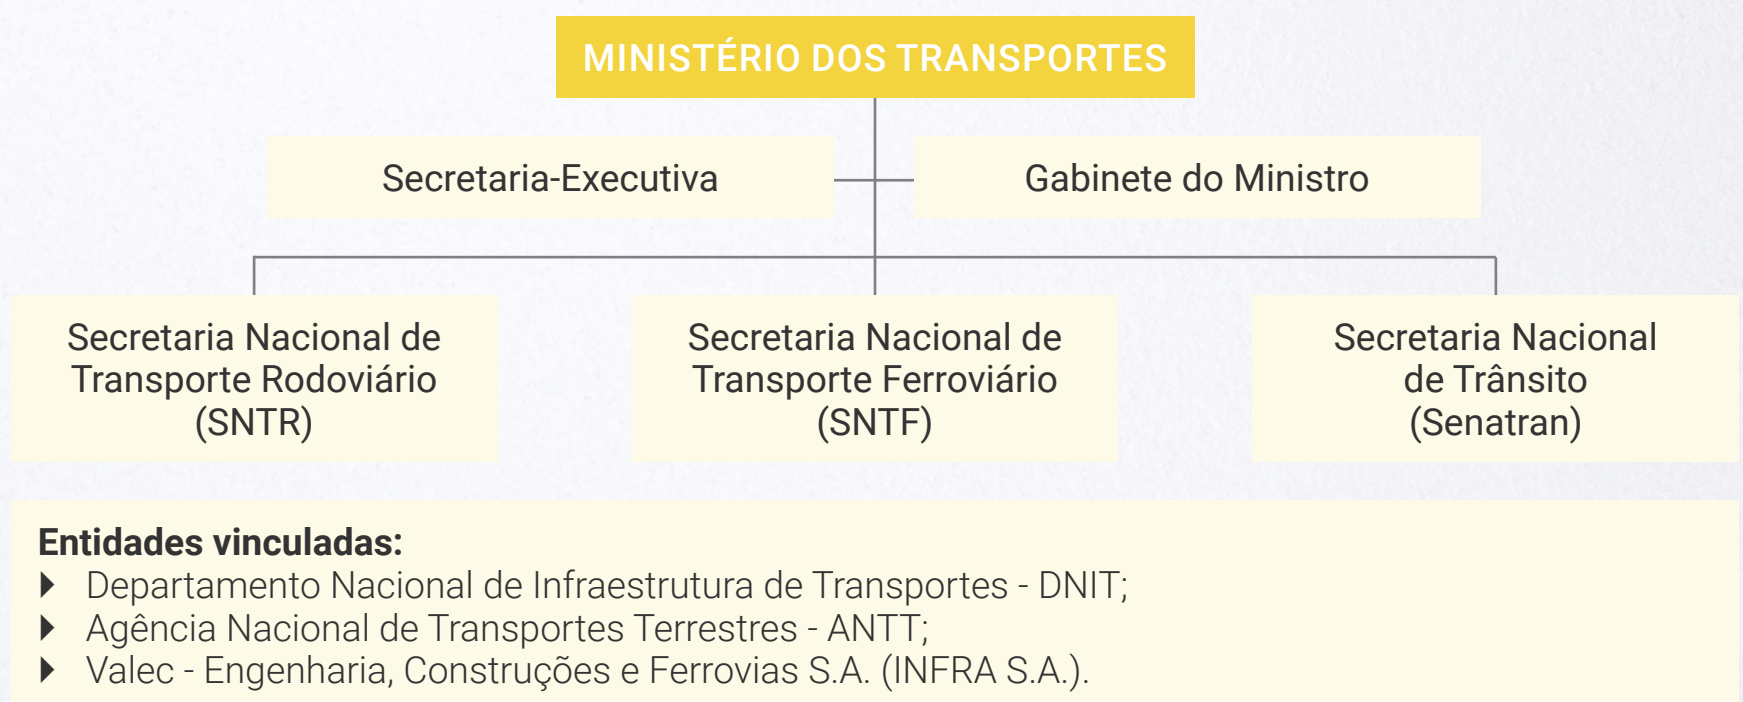 MINISTÉRIO DOS TRANSPORTES
Secretaria-Executiva
Gabinete do Ministro
Secretaria Nacional de
Transporte Rodoviário
(SNTR)
Secretaria Nacional de
Transporte Ferroviário
(SNTF)
Secretaria Nacional
de Trânsito
(Senatran)
Entidades vinculadas:
Departamento Nacional de Infraestrutura de Transportes - DNIT;
Agência Nacional de Transportes Terrestres - ANTT;
Valec - Engenharia, Construções e Ferrovias S.A. (INFRA S.A.).